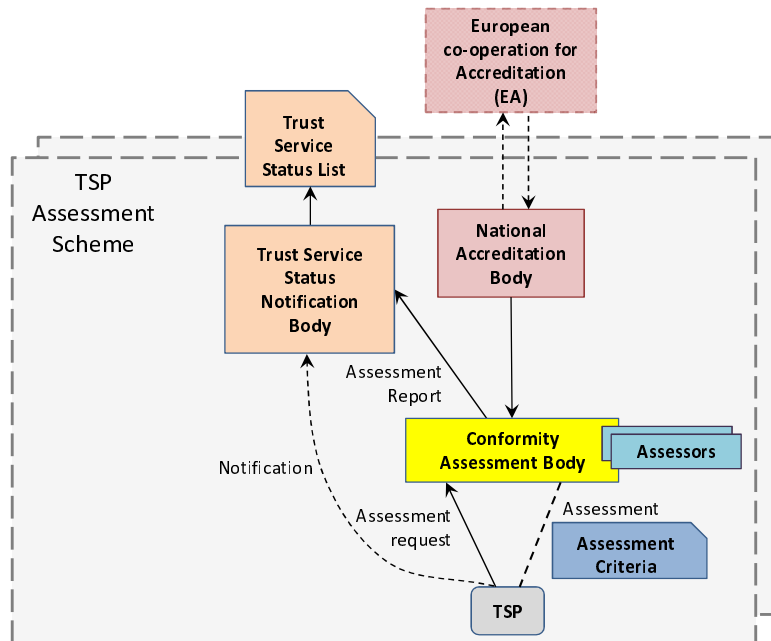 European
co-operation for
Accreditation
(EA)
Trust
Service
Status List
TSP
Assessment
Scheme
National
Accreditation
Body
Trust Service
Status
Notification
Body
Assessment
Report
Conformity
Assessment Body
Assessors
Notification
Assessment
request
Assessment
Assessment
Criteria
TSP